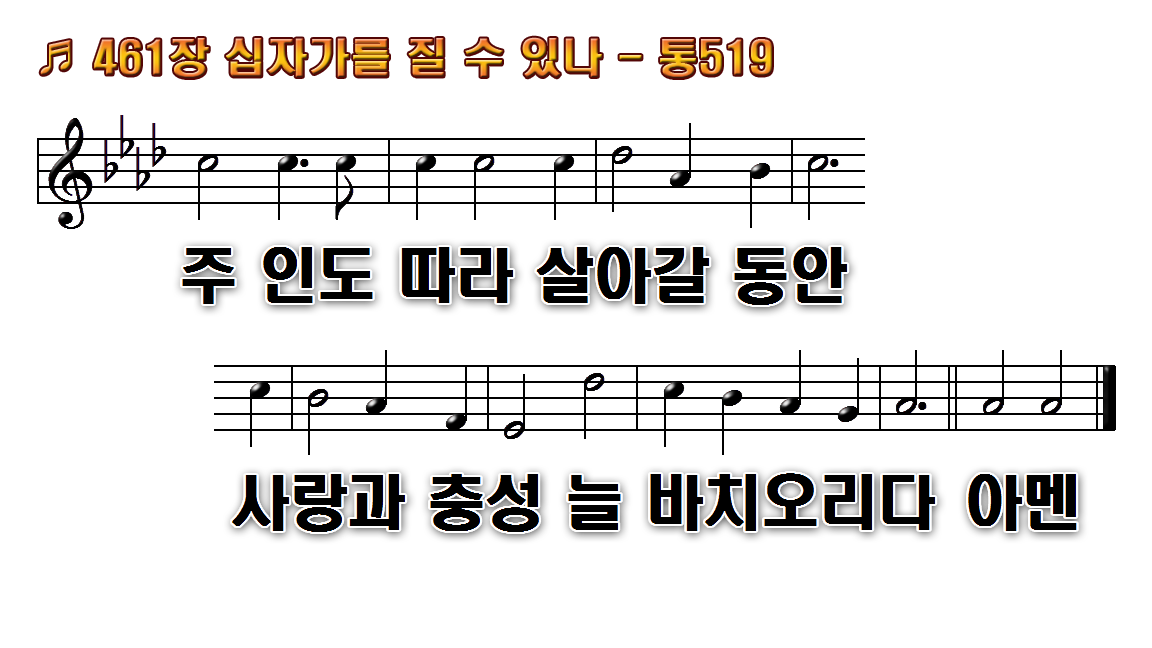 ♬ 461장 십자가를 질 수 있나 - 통519
주 인도 따라 살아갈 동안
사랑과 충성 늘 바치오리다 아멘